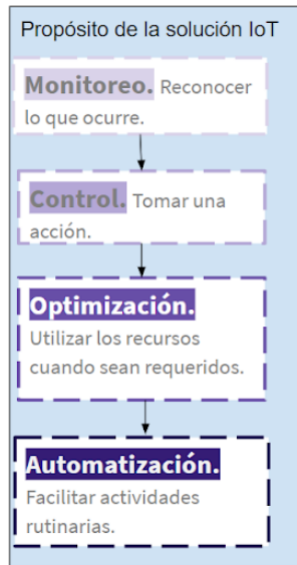 Propósito de la solución IoT
Monitoreo. Reconocer
lo que ocurre.
Control. Tomar una
acción.
Optimización.
Utilizar los recursos
cuando sean requeridos.
Automatización.
Facilitar actividades
rutinarias.